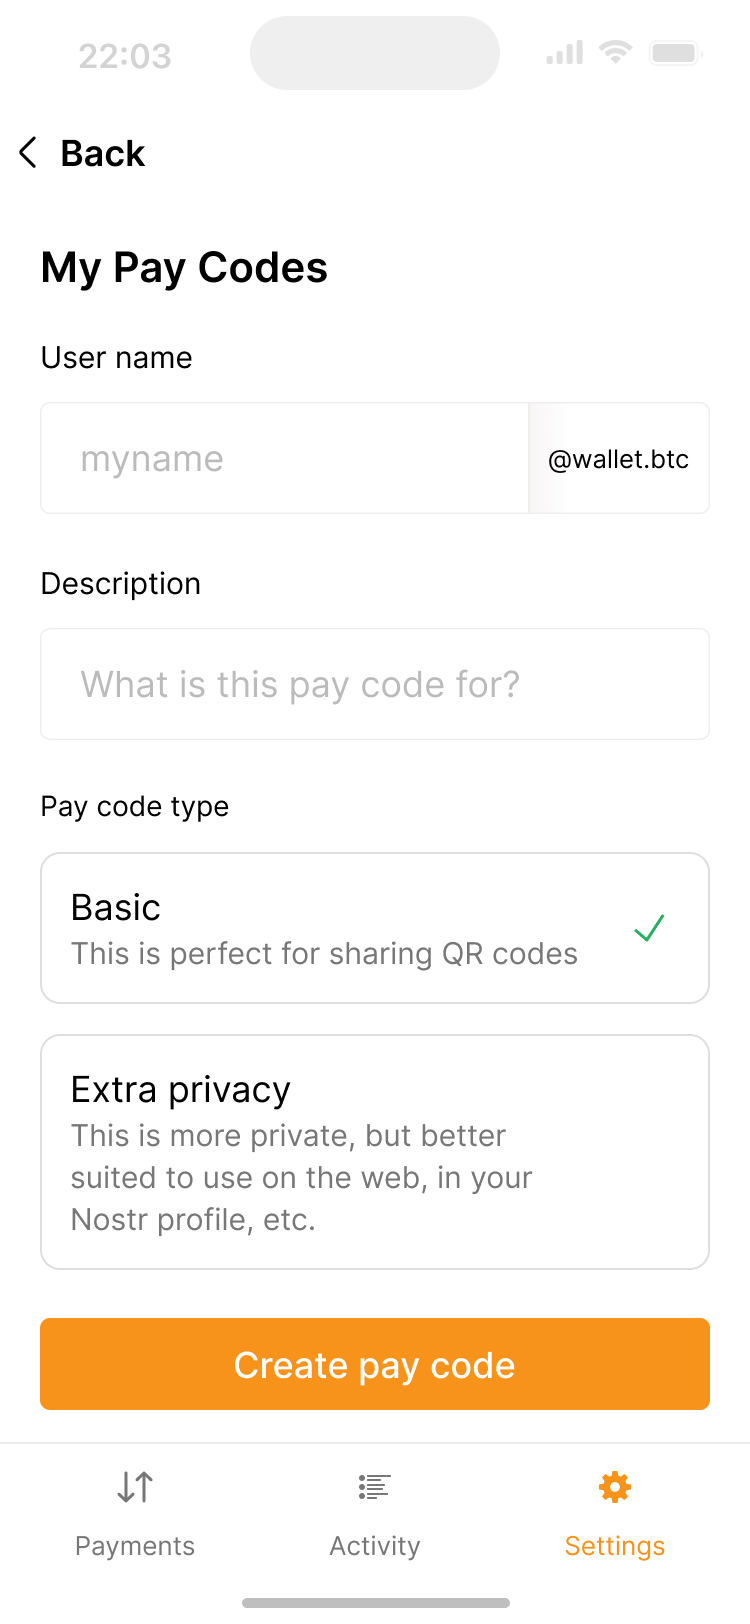 22:03
Back
My Pay Codes
User name
myname
@wallet.btc
Description
What is this pay code for?
Pay code type
Basic
This is perfect for sharing QR codes
Extra privacy
This is more private, but better
suited to use on the web, in your
Nostr profile, etc.
Create pay code
Payments
Activity
Settings